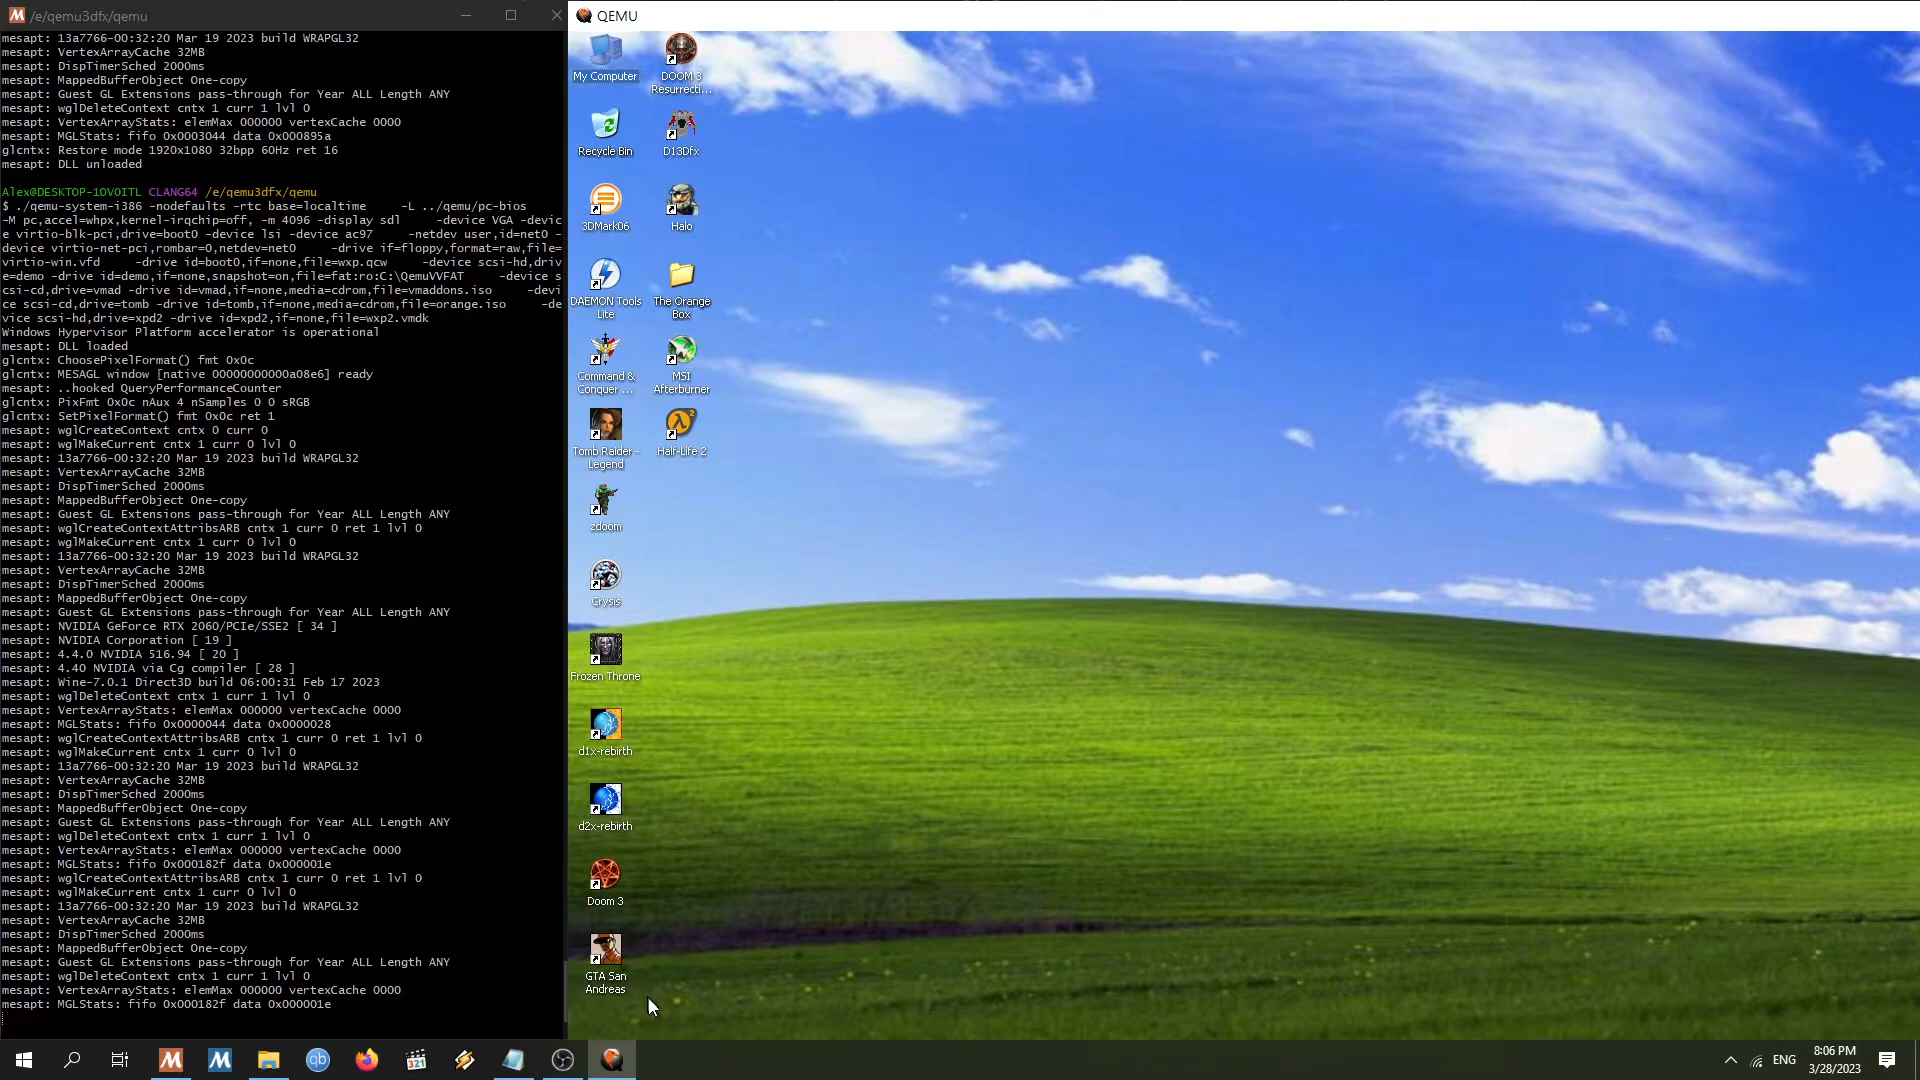 /e/qemu3dfx/qemu
mesapt: 13a7766-00:32:20 Mar 19 2023 build WRAPGL32
mesapt: VertexArrayCache 32MB
mesapt: DispTimerSched 2000ms
mesapt: MappedBufferObject One-copy
mesapt: Guest GL Extensions pass-through for Year ALL Length ANY
mesapt: wglDeleteContext cntx 1 curr 1 lvl 0
mesapt: VertexArrayStats: elemMax 000000 vertexCache 0000
mesapt: MGLStats: fifo 0x0003044 data 0x000895a
glcntx: Restore mode 1920x1080 32bpp 60Hz ret 16
mesapt: DLL unloaded
Alex@DESKTOP-1OVOITL CLANG64 /e/qemu3dfx/qemu
$ ./qemu-system-i386 -nodefaults -rtc base=localtime     -L ../qemu/pc-bios
-M pc,accel=whpx,kernel-irqchip=off, -m 4096 -display sdl     -device VGA -devic
e virtio-blk-pci,drive=boot0 -device lsi -device ac97     -netdev user,id=net0 -
device virtio-net-pci,rombar=0,netdev=net0     -drive if=floppy,format=raw,file=
virtio-win.vfd     -drive id=boot0,if=none,file=wxp.qcw     -device scsi-hd,driv
e=demo -drive id=demo,if=none,snapshot=on,file=fat:ro:C:\QemuVVFAT     -device s
csi-cd,drive=vmad -drive id=vmad,if=none,media=cdrom,file=vmaddons.iso     -devi
ce scsi-cd,drive=tomb -drive id=tomb,if=none,media=cdrom,file=orange.iso     -de
vice scsi-hd,drive=xpd2 -drive id=xpd2,if=none,file=wxp2.vmdk
Windows Hypervisor Platform accelerator is operational
mesapt: DLL loaded
glcntx: ChoosePixelFormat() fmt 0x0c
glcntx: MESAGL window [native 00000000000a08e6] ready
mesapt: ..hooked QueryPerformanceCounter
glcntx: PixFmt 0x0c nAux 4 nSamples 0 0 sRGB
glcntx: SetPixelFormat() fmt 0x0c ret 1
mesapt: wglCreateContext cntx 0 curr 0
mesapt: wglMakeCurrent cntx 1 curr 0 lvl 0
mesapt: 13a7766-00:32:20 Mar 19 2023 build WRAPGL32
mesapt: VertexArrayCache 32MB
mesapt: DispTimerSched 2000ms
mesapt: MappedBufferObject One-copy
mesapt: Guest GL Extensions pass-through for Year ALL Length ANY
mesapt: wglCreateContextAttribsARB cntx 1 curr 0 ret 1 lvl 0
mesapt: wglMakeCurrent cntx 1 curr 0 lvl 0
mesapt: 13a7766-00:32:20 Mar 19 2023 build WRAPGL32
mesapt: VertexArrayCache 32MB
mesapt: DispTimerSched 2000ms
mesapt: MappedBufferObject One-copy
mesapt: Guest GL Extensions pass-through for Year ALL Length ANY
mesapt: NVIDIA GeForce RTX 2060/PCIe/SSE2 [ 34 ]
mesapt: NVIDIA Corporation [ 19 ]
mesapt: 4.4.0 NVIDIA 516.94 [ 20 ]
mesapt: 4.40 NVIDIA via Cg compiler [ 28 ]
mesapt: Wine-7.0.1 Direct3D build 06:00:31 Feb 17 2023
mesapt: wglDeleteContext cntx 1 curr 1 lvl 0
mesapt: VertexArrayStats: elemMax 000000 vertexCache 0000
mesapt: MGLStats: fifo 0x0000044 data 0x0000028
mesapt: wglCreateContextAttribsARB cntx 1 curr 0 ret 1 lvl 0
mesapt: wglMakeCurrent cntx 1 curr 0 lvl 0
mesapt: 13a7766-00:32:20 Mar 19 2023 build WRAPGL32
mesapt: VertexArrayCache 32MB
mesapt: DispTimerSched 2000ms
mesapt: MappedBufferObject One-copy
mesapt: Guest GL Extensions pass-through for Year ALL Length ANY
mesapt: wglDeleteContext cntx 1 curr 1 lvl 0
mesapt: VertexArrayStats: elemMax 000000 vertexCache 0000
mesapt: MGLStats: fifo 0x000182f data 0x000001e
mesapt: wglCreateContextAttribsARB cntx 1 curr 0 ret 1 lvl 0
mesapt: wglMakeCurrent cntx 1 curr 0 lvl 0
mesapt: 13a7766-00:32:20 Mar 19 2023 build WRAPGL32
mesapt: VertexArrayCache 32MB
mesapt: DispTimerSched 2000ms
mesapt: MappedBufferObject One-copy
mesapt: Guest GL Extensions pass-through for Year ALL Length ANY
mesapt: wglDeleteContext cntx 1 curr 1 lvl 0
mesapt: VertexArrayStats: elemMax 000000 vertexCache 0000
mesapt: MGLStats: fifo 0x000182f data 0x000001e
QEMU
My Computer
Recycle Bin
3DMark06
DAEMON Tools
Lite
Command &
Conquer ...
Tomb Raider -
Legend
zdoom
Crysis
Frozen Throne
d1x-rebirth
d2x-rebirth
Doom 3
GTA San
Andreas
DOOM 3
Resurrecti...
D13Dfx
Halo
The Orange
Box
MSI
Afterburner
Half-Life 2
qb
321
ENG
8:06 PM
3/28/2023